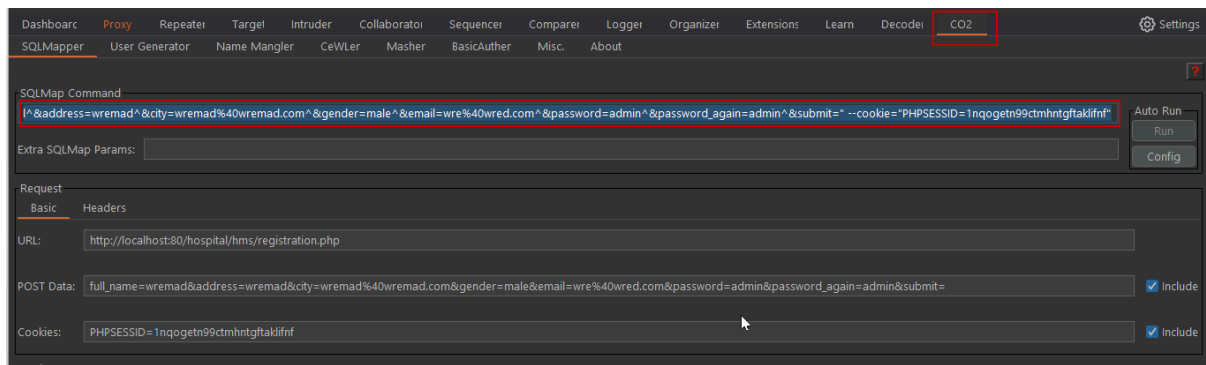 Dashboard Proxy Repeater Target Intruder Collaborator Sequencer Comparer Logger Organizer Extensions Learn Decoder CO2 Settings
SQLMapper User Generator Name Mangler CeWLer Masher BasicAuther Misc. About
?
SQLMap Command
l^&address=wremad^&city=wremad%40wremad.com^&gender=male^&email=wre%40wred.com^&password=admin^&password_again=admin^&submit=" --cookie="PHPSESSID=1nqogetn99ctmhntgftaklifnf"
Auto Run
Run
Extra SQLMap Params:
Config
Request
Basic Headers
URL: http://localhost:80/hospital/hms/registration.php
POST Data: full_name=wremad&address=wremad&city=wremad%40wremad.com&gender=male&email=wre%40wred.com&password=admin&password_again=admin&submit= Include
Cookies: PHPSESSID=1nqogetn99ctmhntgftaklifnf Include